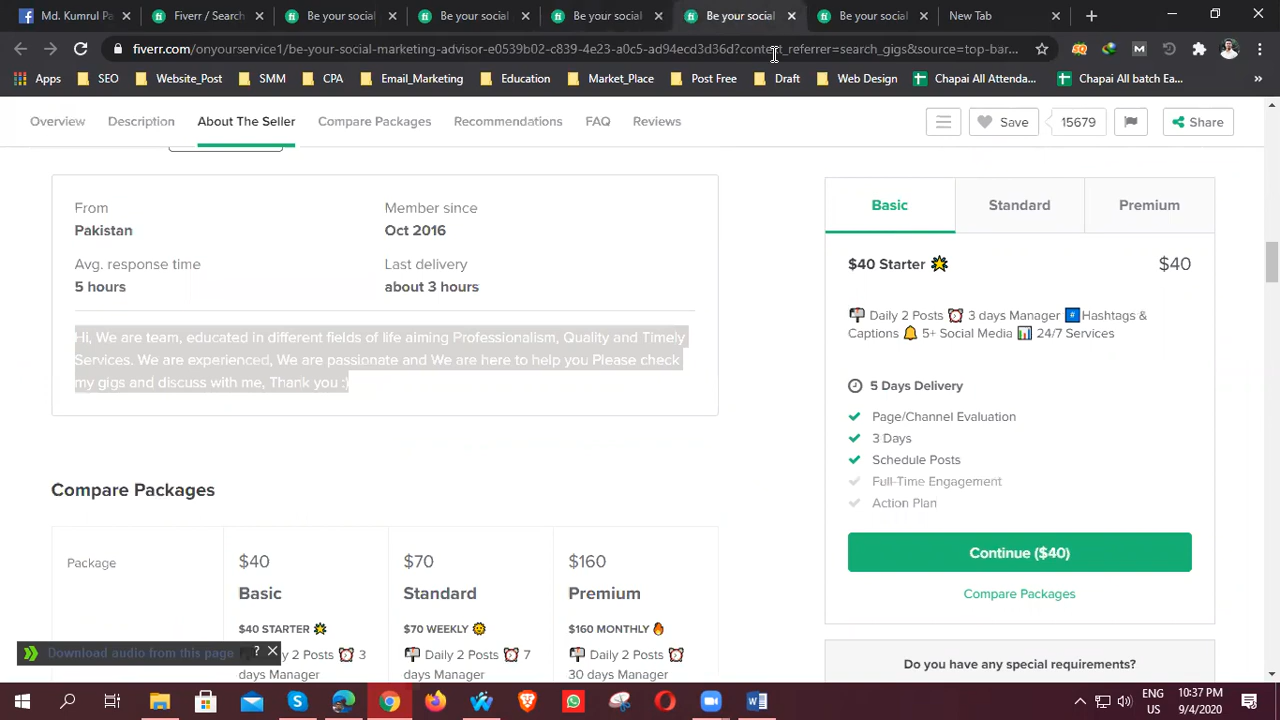 Md. Kumrul Pa
Fiverr / Search
Be your social
Be your social
Be your social
Be your social
Be your social
New Tab
fiverr.com/onyourservice1/be-your-social-marketing-advisor-e0539b02-c839-4e23-a0c5-ad94ecd3d36d?context_referrer=search_gigs&source=top-bar...
Apps
SEO
Website_Post
SMM
CPA
Email_Marketing
Education
Market_Place
Post Free
Draft
Web Design
Chapai All Attenda...
Chapai All batch Ea...
»
Overview
Description
About The Seller
Compare Packages
Recommendations
FAQ
Reviews
Save
15679
Share
From
Member since
Pakistan
Oct 2016
Avg. response time
Last delivery
5 hours
about 3 hours
Hi, We are team, educated in different fields of life aiming Professionalism, Quality and Timely
Services. We are experienced, We are passionate and We are here to help you Please check
my gigs and discuss with me, Thank you :)
Compare Packages
Package
$40
Basic
$40 STARTER 🌟
📬 Daily 2 Posts ⏰ 3
days Manager
$70
Standard
$70 WEEKLY 🌞
📬 Daily 2 Posts ⏰ 7
days Manager
$160
Premium
$160 MONTHLY 🔥
📬 Daily 2 Posts ⏰
30 days Manager
Basic
Standard
Premium
$40 Starter 🌟
$40
📬 Daily 2 Posts ⏰ 3 days Manager #️⃣Hashtags &
Captions 🔔 5+ Social Media 📊 24/7 Services
5 Days Delivery
Page/Channel Evaluation
3 Days
Schedule Posts
Full-Time Engagement
Action Plan
Continue ($40)
Compare Packages
Do you have any special requirements?
Download audio from this page
?
ENG
US
10:37 PM
9/4/2020